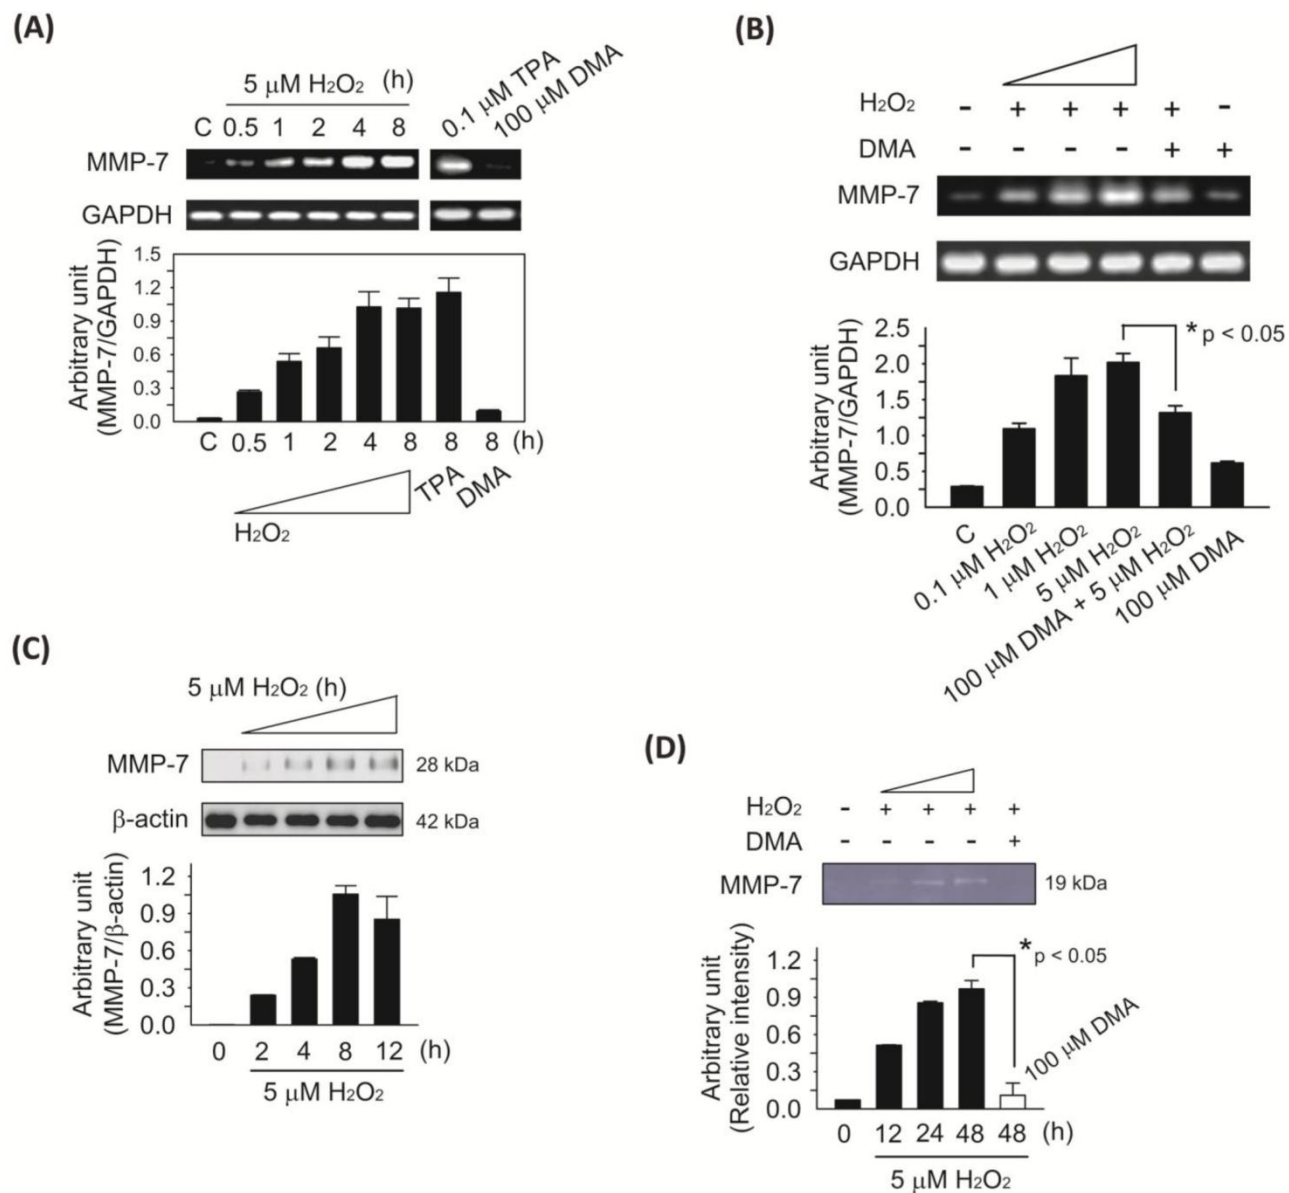 (A)
5 μM H₂O₂ (h)
0.1 μM TPA
100 μM DMA
C 0.5 1 2 4 8
MMP-7
GAPDH
Arbitrary unit
(MMP-7/GAPDH)
1.5
1.2
0.9
0.6
0.3
0.0
C 0.5 1 2 4 8 8 8 (h)
TPA
DMA
H₂O₂
(B)
H₂O₂ - + + + + -
DMA - - - - + +
MMP-7
GAPDH
Arbitrary unit
(MMP-7/GAPDH)
2.5
2.0
1.5
1.0
0.5
0.0
* p < 0.05
C
0.1 μM H₂O₂
1 μM H₂O₂
5 μM H₂O₂
100 μM DMA + 5 μM H₂O₂
100 μM DMA
(C)
5 μM H₂O₂ (h)
MMP-7 28 kDa
β-actin 42 kDa
Arbitrary unit
(MMP-7/β-actin)
1.2
0.9
0.6
0.3
0.0
0 2 4 8 12 (h)
5 μM H₂O₂
(D)
H₂O₂ - + + + +
DMA - - - - +
MMP-7 19 kDa
Arbitrary unit
(Relative intensity)
1.2
0.9
0.6
0.3
0.0
* p < 0.05
100 μM DMA
0 12 24 48 48 (h)
5 μM H₂O₂